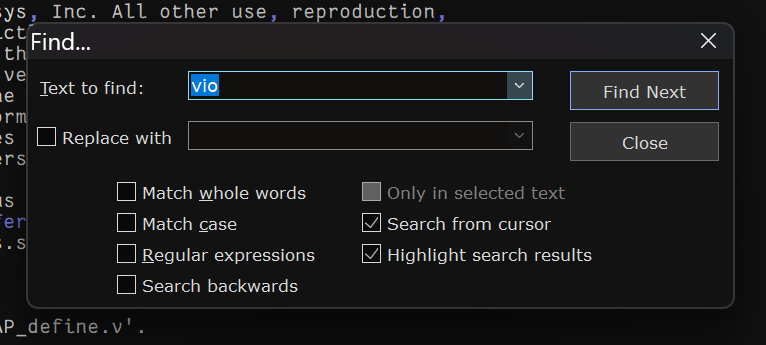 sys, Inc. All other use, reproduction,
Find...
Text to find:
vio
Find Next
Replace with
Close
Match whole words
Only in selected text
Match case
Search from cursor
Regular expressions
Highlight search results
Search backwards
AP_define.v'.